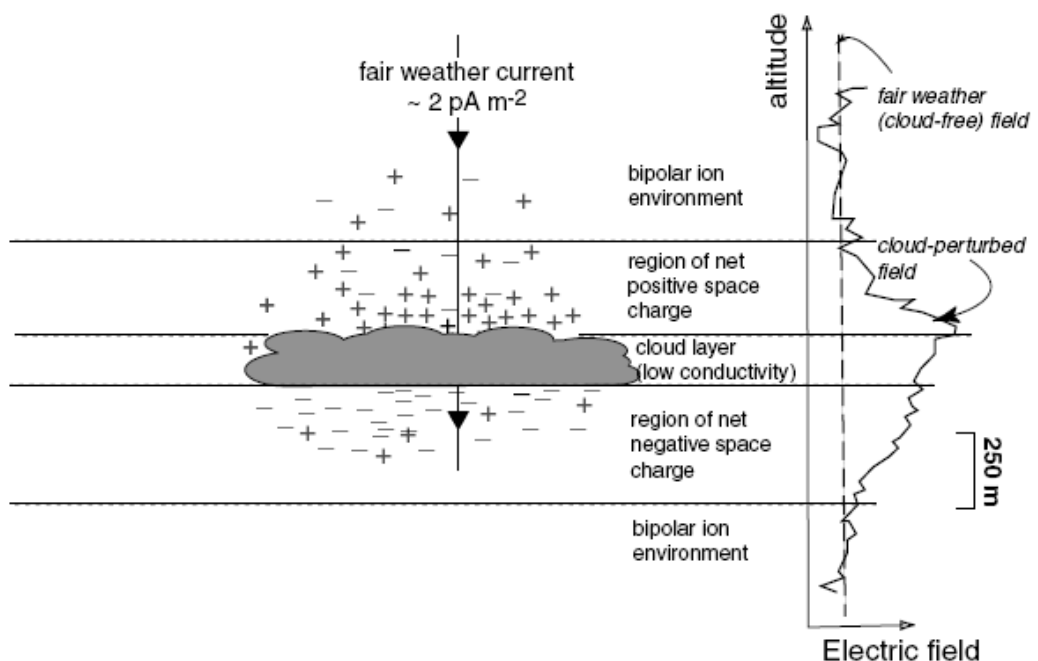 fair weather current
~ 2 pA m-2
altitude
fair weather
(cloud-free) field
bipolar ion
environment
cloud-perturbed
field
region of net
positive space
charge
cloud layer
(low conductivity)
region of net
negative space
charge
250 m
bipolar ion
environment
Electric field